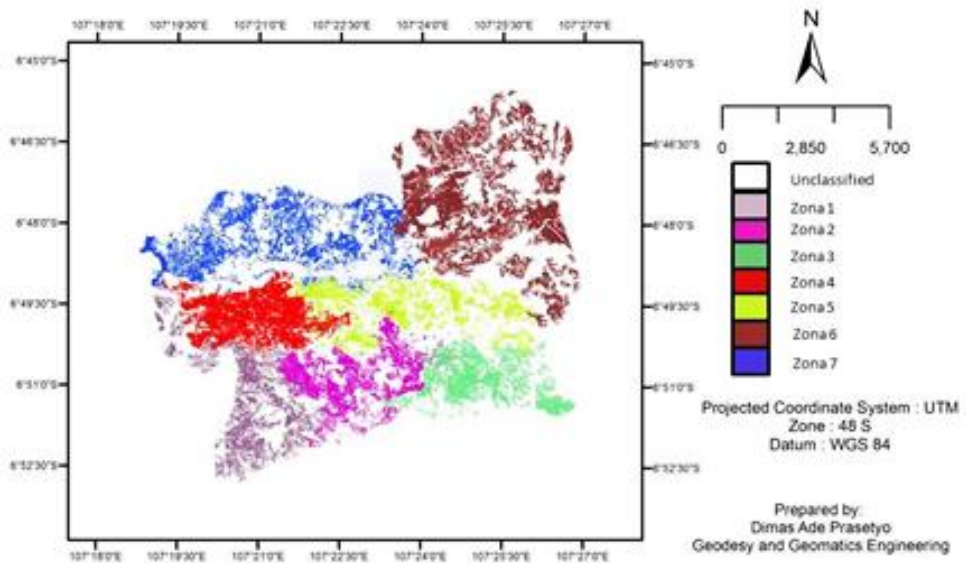 107°18'0"E 107°19'30"E 107°21'0"E 107°22'30"E 107°24'0"E 107°25'30"E 107°27'0"E
6°45'0"S 6°45'0"S
6°46'30"S 6°46'30"S
6°48'0"S 6°48'0"S
6°49'30"S 6°49'30"S
6°51'0"S 6°51'0"S
6°52'30"S 6°52'30"S
107°18'0"E 107°19'30"E 107°21'0"E 107°22'30"E 107°24'0"E 107°25'30"E 107°27'0"E
N
0 2,850 5,700
Unclassified
Zona 1
Zona 2
Zona 3
Zona 4
Zona 5
Zona 6
Zona 7
Projected Coordinate System : UTM
Zone : 48 S
Datum : WGS 84
Prepared by:
Dimas Ade Prasetyo
Geodesy and Geomatics Engineering